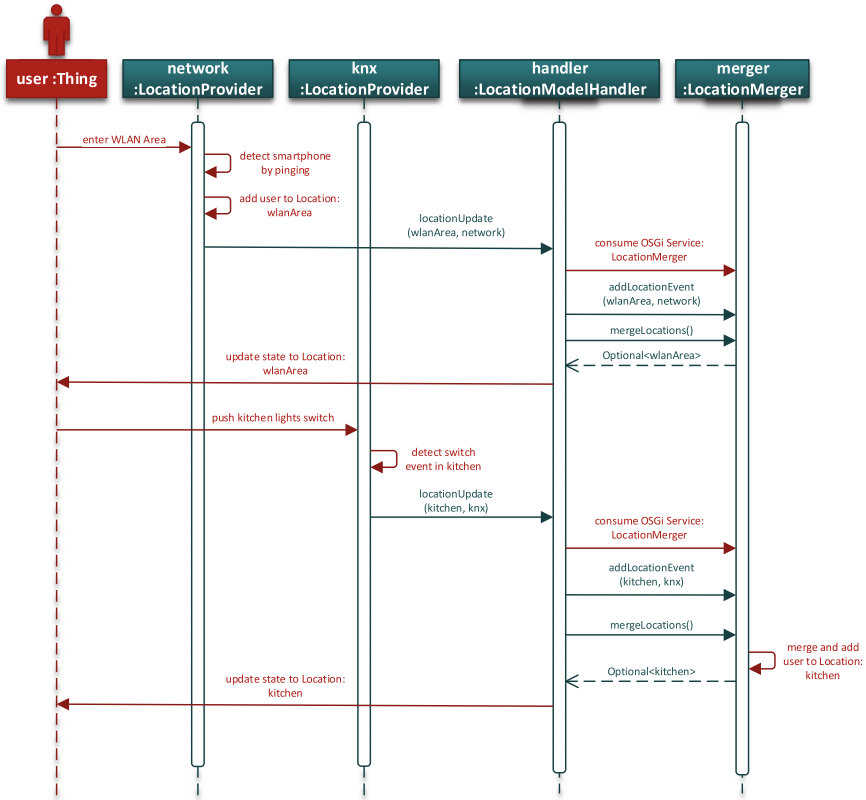 user :Thing
network
:LocationProvider
knx
:LocationProvider
handler
:LocationModelHandler
merger
:LocationMerger
enter WLAN Area
detect smartphone
by pinging
add user to Location:
wlanArea
locationUpdate
(wlanArea, network)
consume OSGi Service:
LocationMerger
addLocationEvent
(wlanArea, network)
mergeLocations()
Optional<wlanArea>
update state to Location:
wlanArea
push kitchen lights switch
detect switch
event in kitchen
locationUpdate
(kitchen, knx)
consume OSGi Service:
LocationMerger
addLocationEvent
(kitchen, knx)
mergeLocations()
merge and add
user to Location:
kitchen
Optional<kitchen>
update state to Location:
kitchen